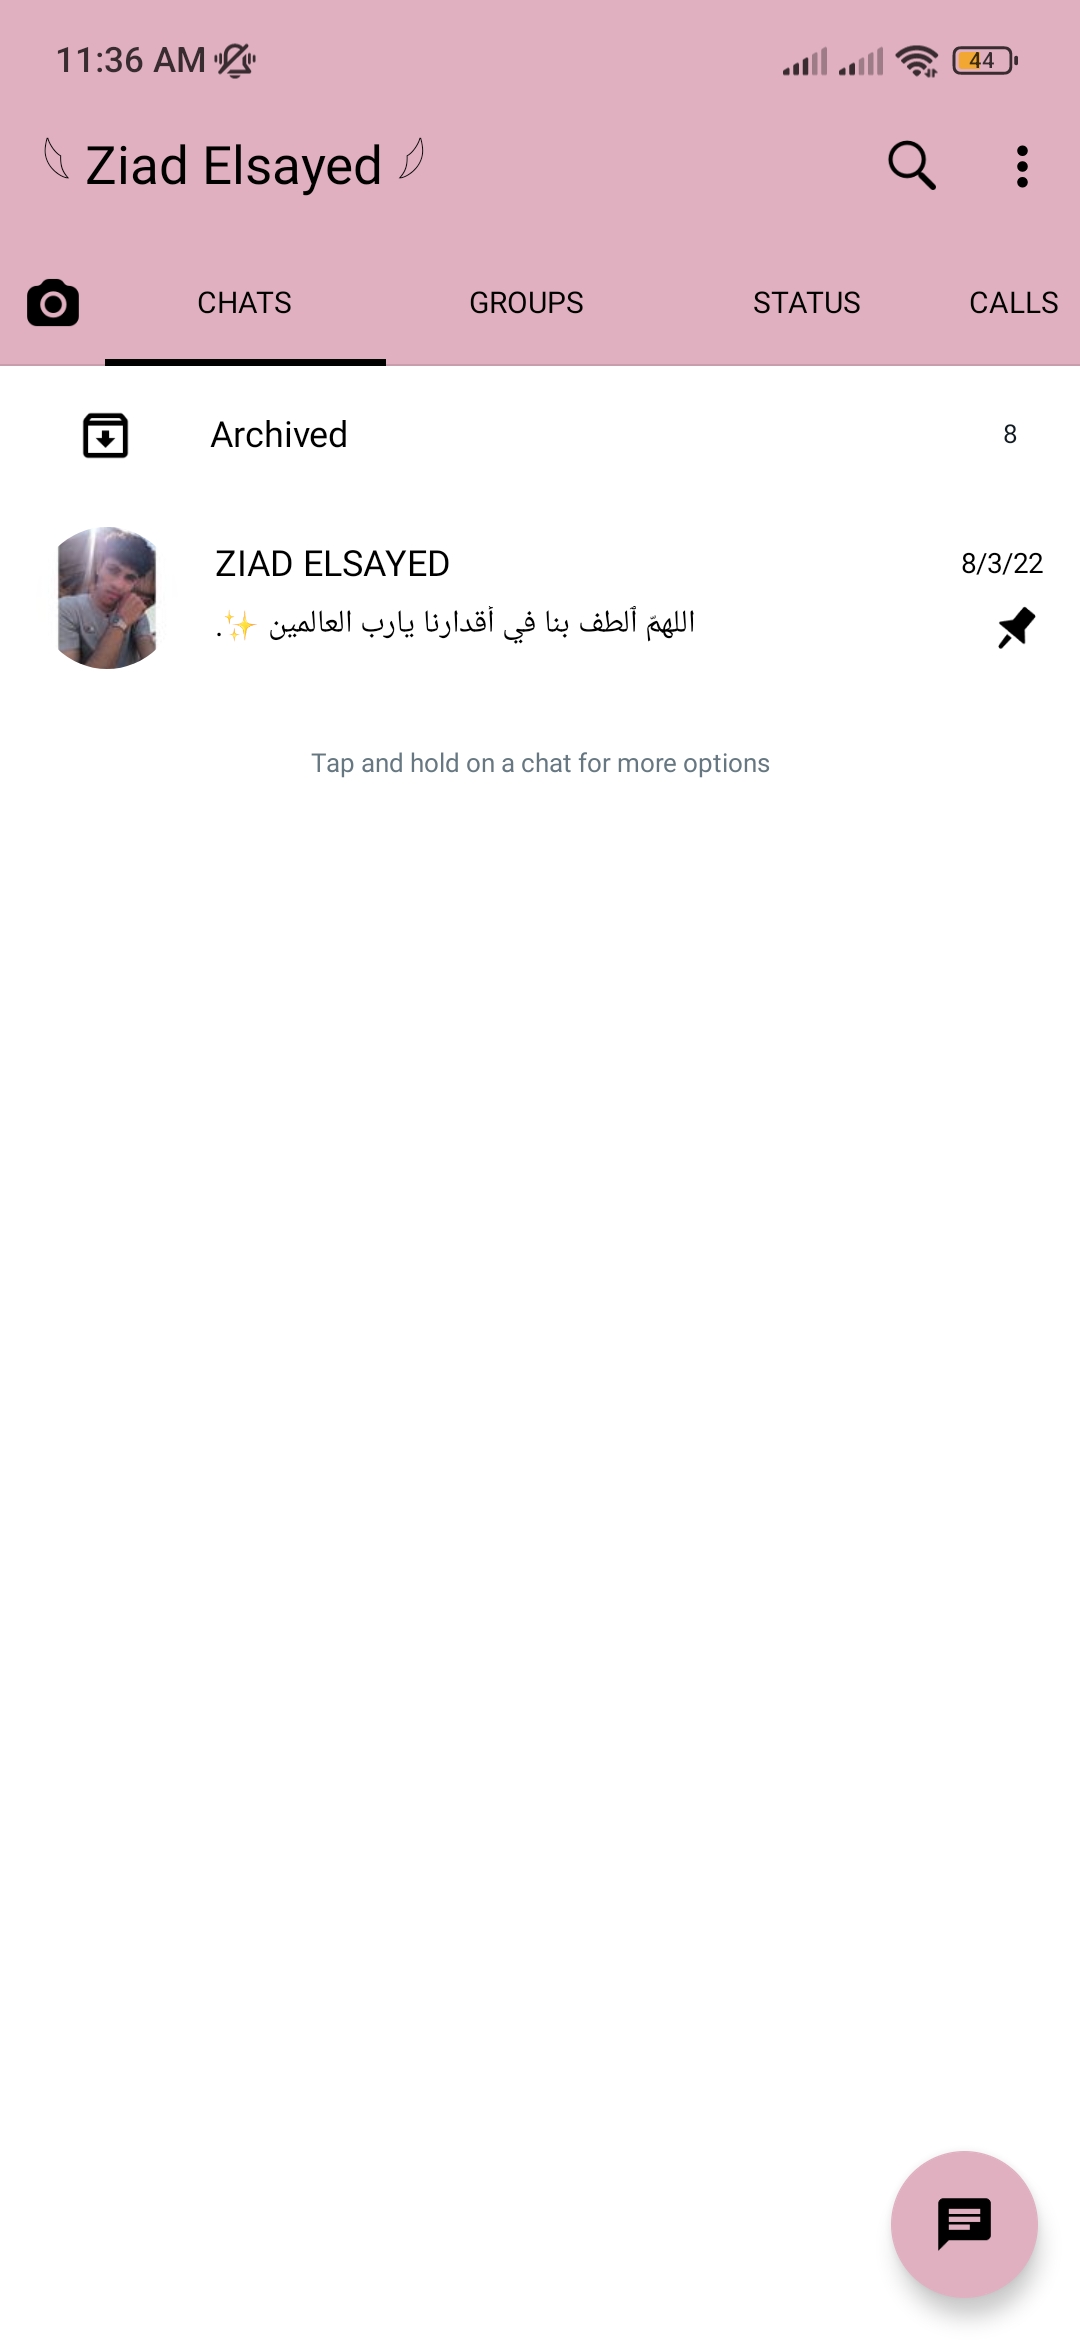 11:36 AM
44
Ziad Elsayed
CHATS
GROUPS
STATUS
CALLS
Archived
8
ZIAD ELSAYED
8/3/22
اللهمّ ٱلطف بنا في أقدارنا يارب العالمين ✨.
Tap and hold on a chat for more options